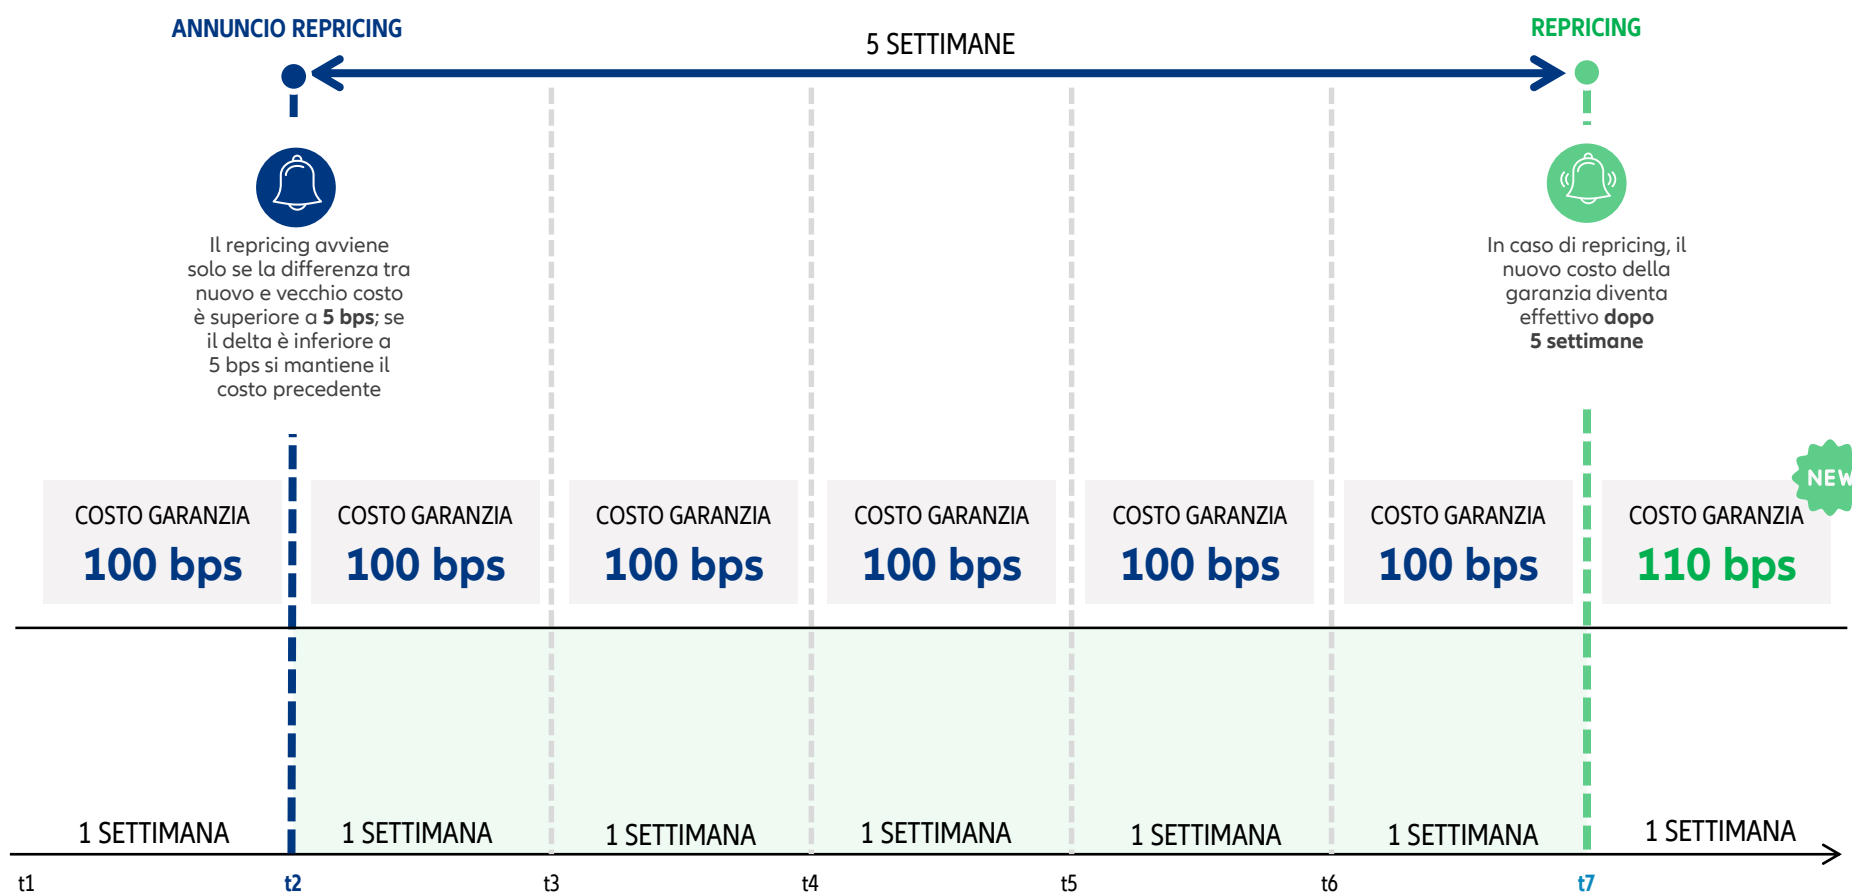 ANNUNCIO REPRICING
5 SETTIMANE
REPRICING
Il repricing avviene
solo se la differenza tra
nuovo e vecchio costo
è superiore a 5 bps; se
il delta è inferiore a
5 bps si mantiene il
costo precedente
In caso di repricing, il
nuovo costo della
garanzia diventa
effettivo dopo
5 settimane
NEW
COSTO GARANZIA
100 bps
COSTO GARANZIA
100 bps
COSTO GARANZIA
100 bps
COSTO GARANZIA
100 bps
COSTO GARANZIA
100 bps
COSTO GARANZIA
100 bps
COSTO GARANZIA
110 bps
1 SETTIMANA
1 SETTIMANA
1 SETTIMANA
1 SETTIMANA
1 SETTIMANA
1 SETTIMANA
1 SETTIMANA
t1
t2
t3
t4
t5
t6
t7